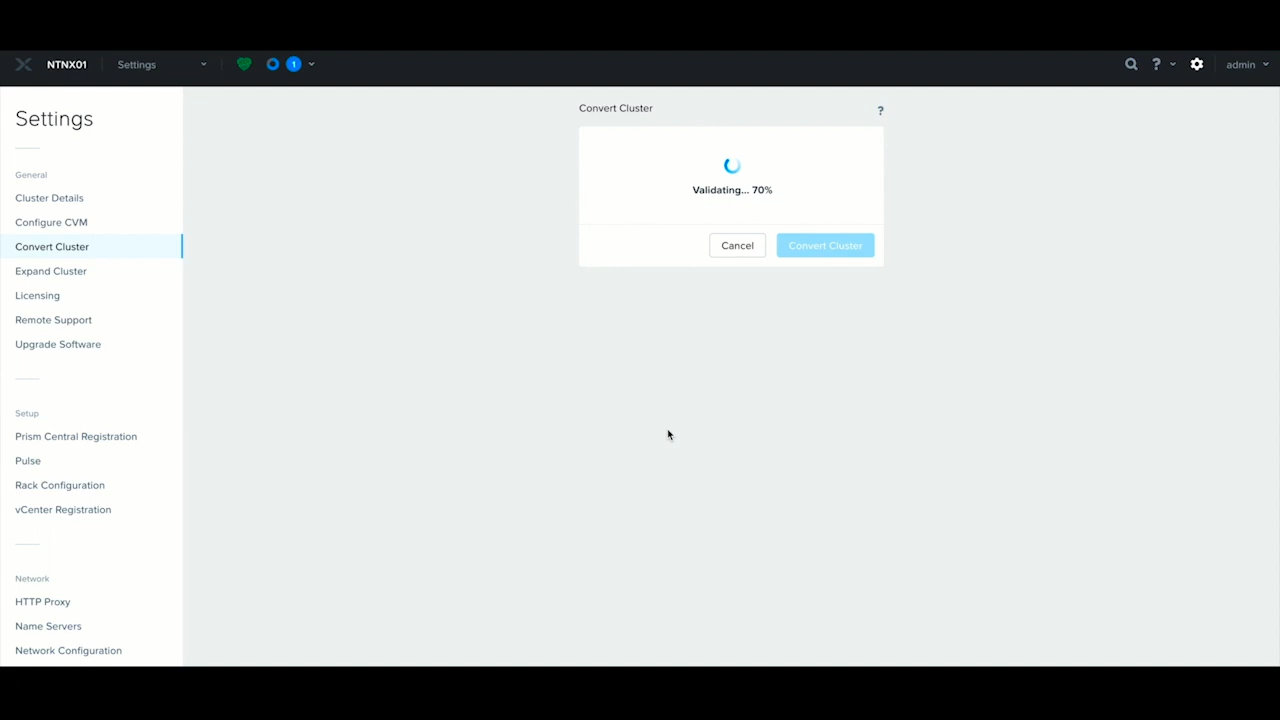 NTNX01
Settings
1
?
admin
Settings
General
Cluster Details
Configure CVM
Convert Cluster
Expand Cluster
Licensing
Remote Support
Upgrade Software
Setup
Prism Central Registration
Pulse
Rack Configuration
vCenter Registration
Network
HTTP Proxy
Name Servers
Network Configuration
Convert Cluster
?
Validating... 70%
Cancel
Convert Cluster